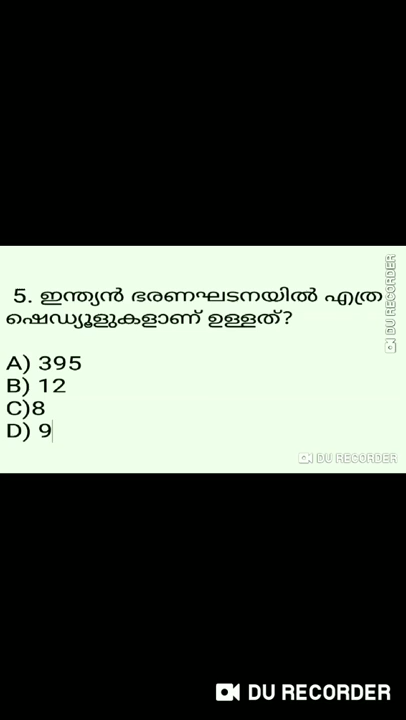 5. ഇന്ത്യൻ ഭരണഘടനയിൽ എത്ര
ഷെഡ്യൂളുകളാണ് ഉള്ളത്?
A) 395
B) 12
C)8
D) 9
DU RECORDER
DU RECORDER
DU RECORDER